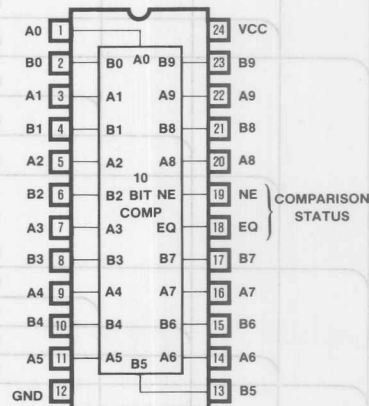 A0 1 24 VCC
B0 2 B0 A0 B9 23 B9
A1 3 A1 A9 22 A9
B1 4 B1 B8 21 B8
A2 5 A2 A8 20 A8
10
B2 6 B2 BIT NE 19 NE
COMP
COMPARISON
STATUS
A3 7 A3 EQ 18 EQ
B3 8 B3 B7 17 B7
A4 9 A4 A7 16 A7
B4 10 B4 B6 15 B6
A5 11 A5 A6 14 A6
B5
GND 12 13 B5